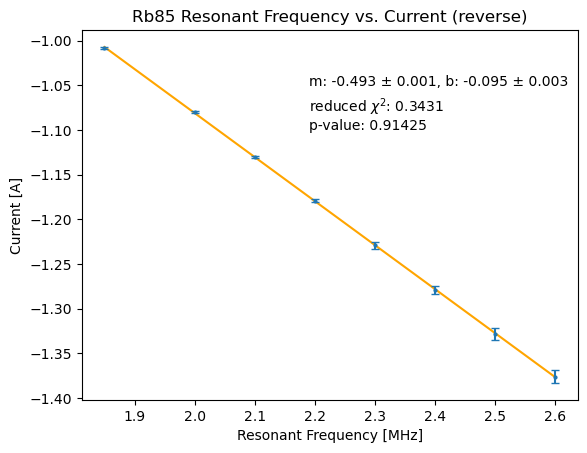 Rb85 Resonant Frequency vs. Current (reverse)
−1.00
m: -0.493 ± 0.001, b: -0.095 ± 0.003
−1.05
reduced χ²: 0.3431
−1.10
p-value: 0.91425
−1.15
Current [A]
−1.20
−1.25
−1.30
−1.35
−1.40
1.9 2.0 2.1 2.2 2.3 2.4 2.5 2.6
Resonant Frequency [MHz]